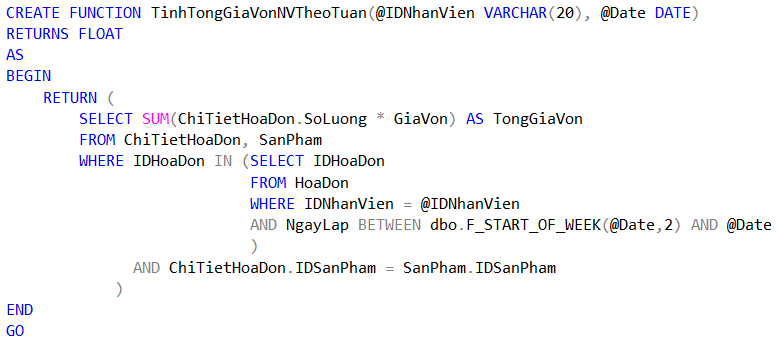 CREATE FUNCTION TinhTongGiaVonNVTheoTuan(@IDNhanVien VARCHAR(20), @Date DATE)
RETURNS FLOAT
AS
BEGIN
    RETURN (
        SELECT SUM(ChiTietHoaDon.SoLuong * GiaVon) AS TongGiaVon
        FROM ChiTietHoaDon, SanPham
        WHERE IDHoaDon IN (SELECT IDHoaDon
                           FROM HoaDon
                           WHERE IDNhanVien = @IDNhanVien
                           AND NgayLap BETWEEN dbo.F_START_OF_WEEK(@Date,2) AND @Date
                           )
              AND ChiTietHoaDon.IDSanPham = SanPham.IDSanPham
            )
END
GO